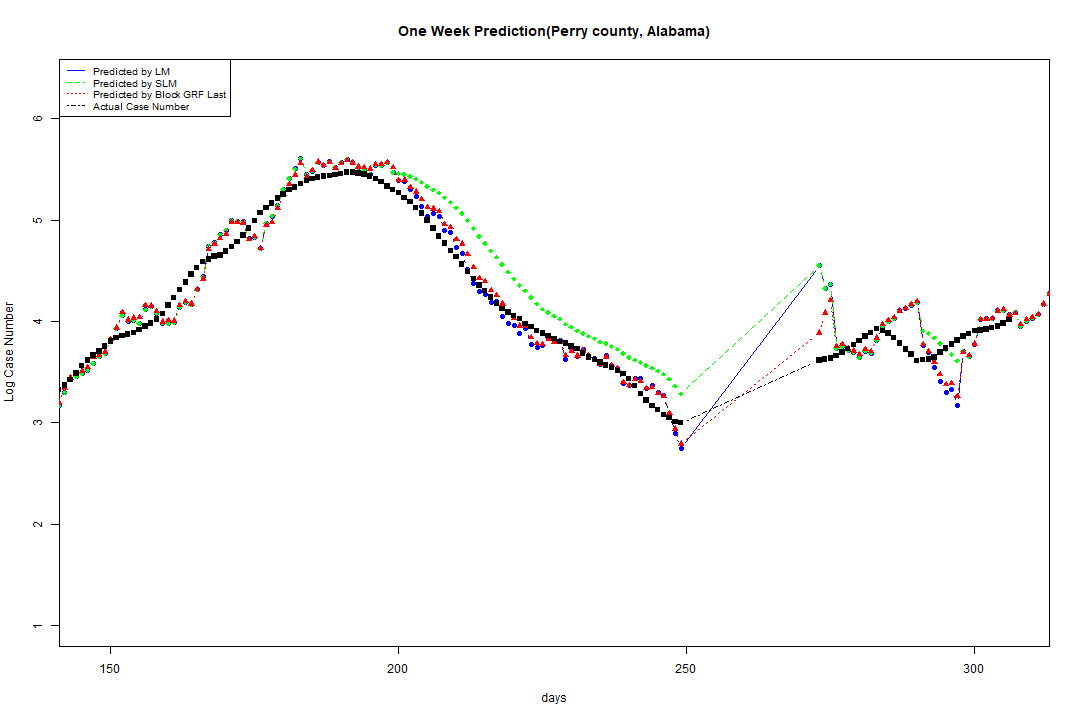 One Week Prediction(Perry county, Alabama)
Predicted by LM
Predicted by SLM
Predicted by Block GRF Last
Actual Case Number
Log Case Number
6
5
4
3
2
1
150
200
250
300
days